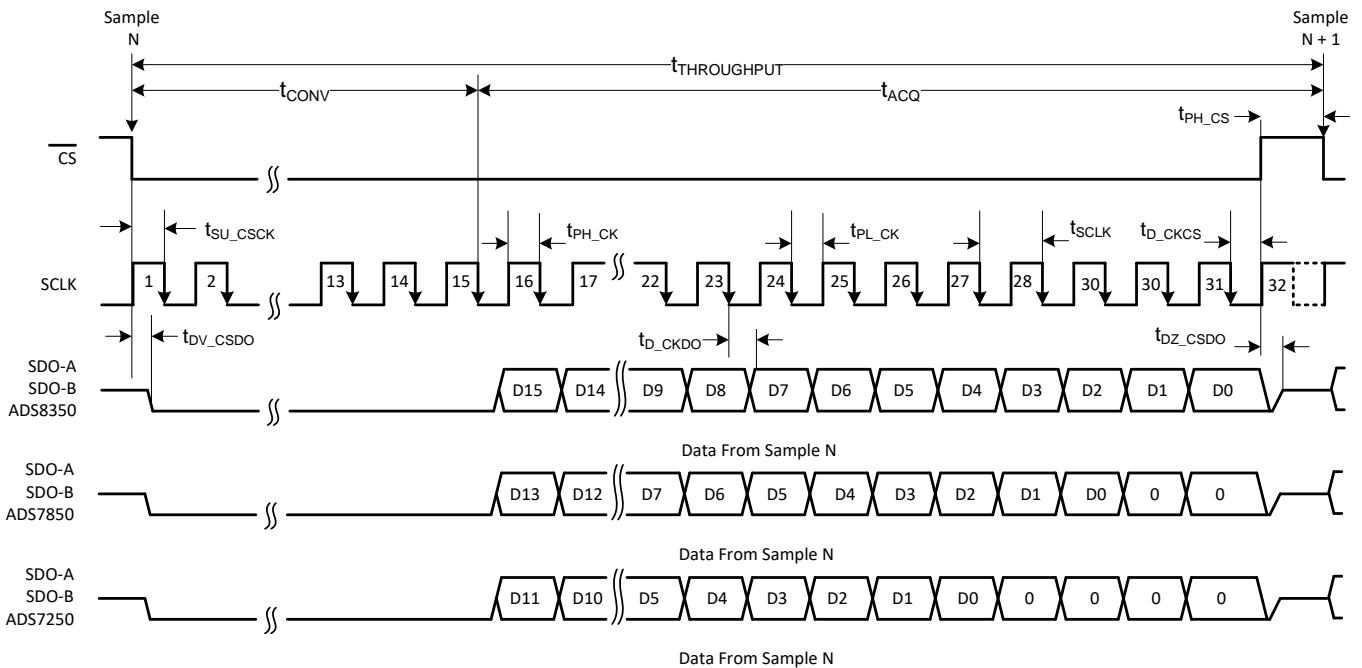 Sample
N
Sample
N + 1
tTHROUGHPUT
tCONV
tACQ
tPH_CS
CS
tSU_CSCK
tPH_CK
tPL_CK
tSCLK
tD_CKCS
SCLK
1 2 13 14 15 16 17 22 23 24 25 26 27 28 30 30 31 32
tDV_CSDO
tD_CKDO
tDZ_CSDO
SDO-A
SDO-B
ADS8350
D15 D14 D9 D8 D7 D6 D5 D4 D3 D2 D1 D0
Data From Sample N
SDO-A
SDO-B
ADS7850
D13 D12 D7 D6 D5 D4 D3 D2 D1 D0 0 0
Data From Sample N
SDO-A
SDO-B
ADS7250
D11 D10 D5 D4 D3 D2 D1 D0 0 0 0 0
Data From Sample N